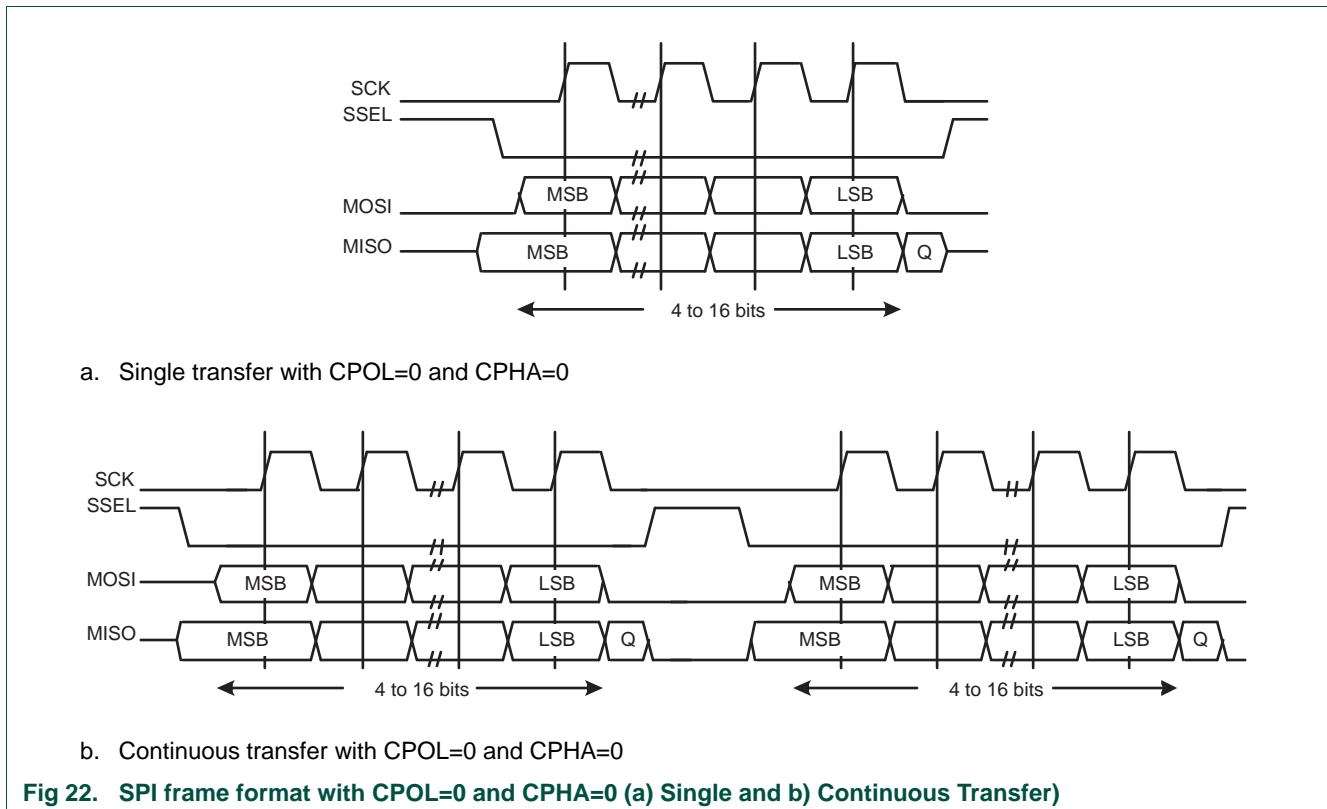 SCK
SSEL
MOSI MSB LSB
MISO MSB LSB Q
4 to 16 bits
a. Single transfer with CPOL=0 and CPHA=0
SCK
SSEL
MOSI MSB LSB MSB LSB
MISO MSB LSB Q MSB LSB Q
4 to 16 bits 4 to 16 bits
b. Continuous transfer with CPOL=0 and CPHA=0
Fig 22. SPI frame format with CPOL=0 and CPHA=0 (a) Single and b) Continuous Transfer)